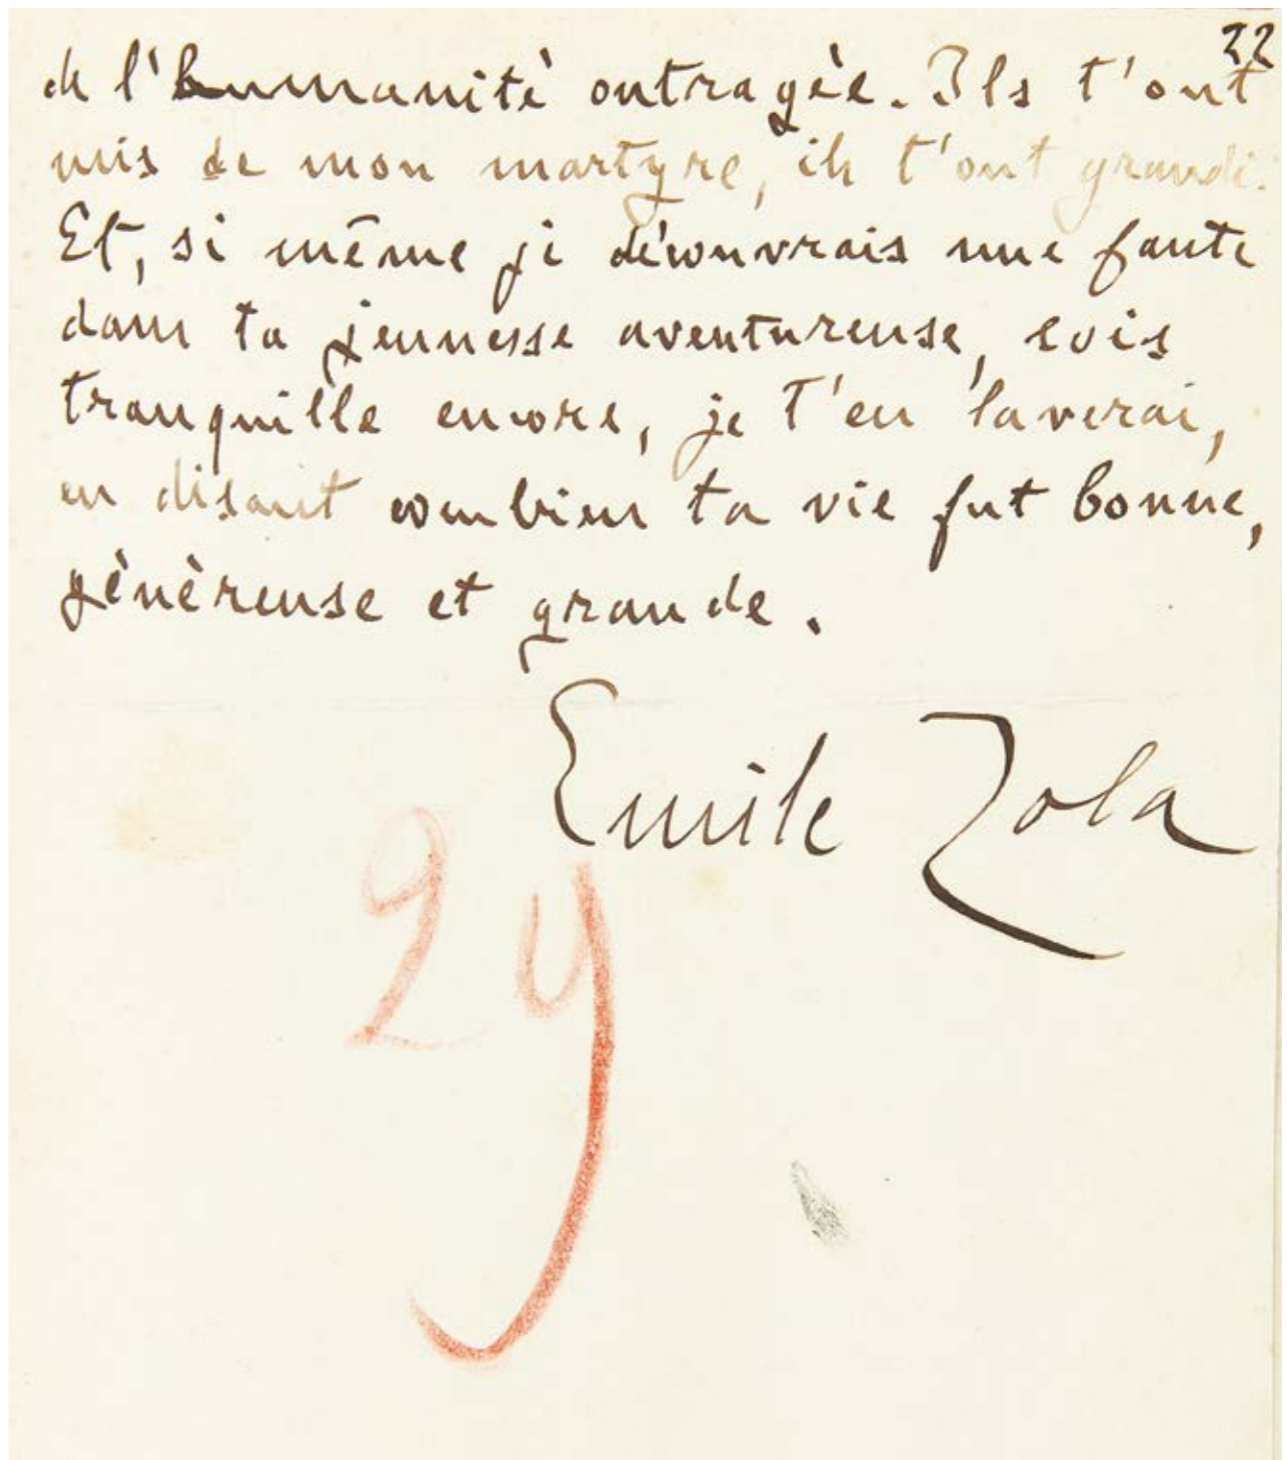 22
de l'humanité outragée. Ils t'ont
mis de mon martyre, ils t'ont grandi.
Et, si même je découvrais une faute
dans ta jeunesse aventureuse, sois
tranquille encore, je t'en laverai,
en disant combien ta vie fut bonne,
généreuse et grande.
Emile Zola
29